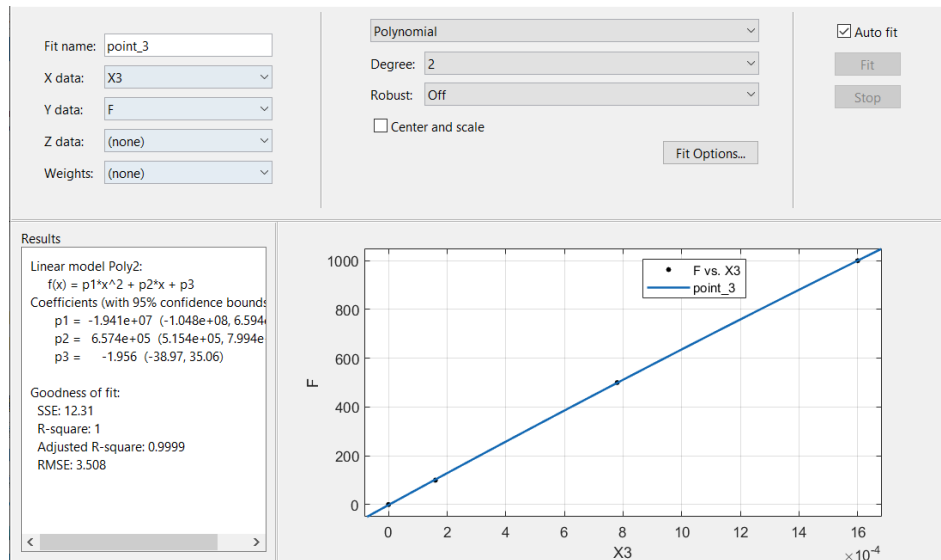 Fit name: point_3
X data: X3
Y data: F
Z data: (none)
Weights: (none)
Polynomial
Degree: 2
Robust: Off
Center and scale
Fit Options...
Auto fit
Fit
Stop
Results
Linear model Poly2:
f(x) = p1*x^2 + p2*x + p3
Coefficients (with 95% confidence bounds
p1 = -1.941e+07 (-1.048e+08, 6.594e
p2 = 6.574e+05 (5.154e+05, 7.994e
p3 = -1.956 (-38.97, 35.06)
Goodness of fit:
SSE: 12.31
R-square: 1
Adjusted R-square: 0.9999
RMSE: 3.508
F vs. X3
point_3
1000
800
600
400
200
0
F
0 2 4 6 8 10 12 14 16
×10^-4
X3